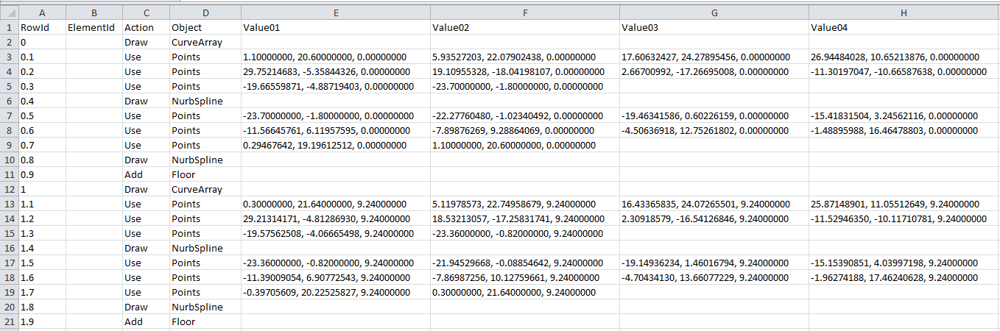 A B C D E F G H
1 RowId ElementId Action Object Value01 Value02 Value03 Value04
2 0 Draw CurveArray
3 0.1 Use Points 1.10000000, 20.60000000, 0.00000000 5.93527203, 22.07902438, 0.00000000 17.60632427, 24.27895456, 0.00000000 26.94484028, 10.65213876, 0.00000000
4 0.2 Use Points 29.75214683, -5.35844326, 0.00000000 19.10955328, -18.04198107, 0.00000000 2.66700992, -17.26695008, 0.00000000 -11.30197047, -10.66587638, 0.00000000
5 0.3 Use Points -19.66559871, -4.88719403, 0.00000000 -23.70000000, -1.80000000, 0.00000000
6 0.4 Draw NurbSpline
7 0.5 Use Points -23.70000000, -1.80000000, 0.00000000 -22.27760480, -1.02340492, 0.00000000 -19.46341586, 0.60226159, 0.00000000 -15.41831504, 3.24562116, 0.00000000
8 0.6 Use Points -11.56645761, 6.11957595, 0.00000000 -7.89876269, 9.28864069, 0.00000000 -4.50636918, 12.75261802, 0.00000000 -1.48895988, 16.46478803, 0.00000000
9 0.7 Use Points 0.29467642, 19.19612512, 0.00000000 1.10000000, 20.60000000, 0.00000000
10 0.8 Draw NurbSpline
11 0.9 Add Floor
12 1 Draw CurveArray
13 1.1 Use Points 0.30000000, 21.64000000, 9.24000000 5.11978573, 22.74958679, 9.24000000 16.43365835, 24.07265501, 9.24000000 25.87148901, 11.05512649, 9.24000000
14 1.2 Use Points 29.21314171, -4.81286930, 9.24000000 18.53213057, -17.25831741, 9.24000000 2.30918579, -16.54126846, 9.24000000 -11.52946350, -10.11710781, 9.24000000
15 1.3 Use Points -19.57562508, -4.06665498, 9.24000000 -23.36000000, -0.82000000, 9.24000000
16 1.4 Draw NurbSpline
17 1.5 Use Points -23.36000000, -0.82000000, 9.24000000 -21.94529668, -0.08854642, 9.24000000 -19.14936234, 1.46016794, 9.24000000 -15.15390851, 4.03997198, 9.24000000
18 1.6 Use Points -11.39009054, 6.90772543, 9.24000000 -7.86987256, 10.12759661, 9.24000000 -4.70434130, 13.66077229, 9.24000000 -1.96274188, 17.46240628, 9.24000000
19 1.7 Use Points -0.39705609, 20.22525827, 9.24000000 0.30000000, 21.64000000, 9.24000000
20 1.8 Draw NurbSpline
21 1.9 Add Floor